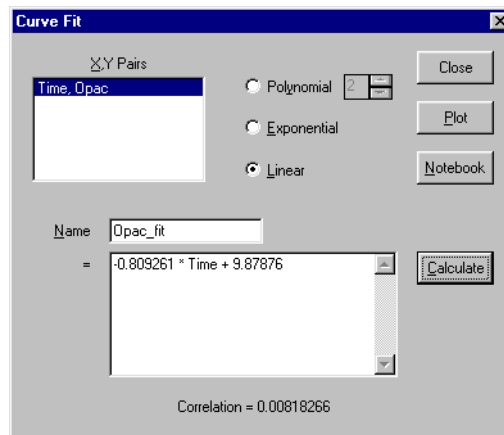 Curve Fit
X,Y Pairs
Time, Opac
Polynomial 2
Exponential
Linear
Close
Plot
Notebook
Name Opac_fit
= -0.809261 * Time + 9.87876
Calculate
Correlation = 0.00818266